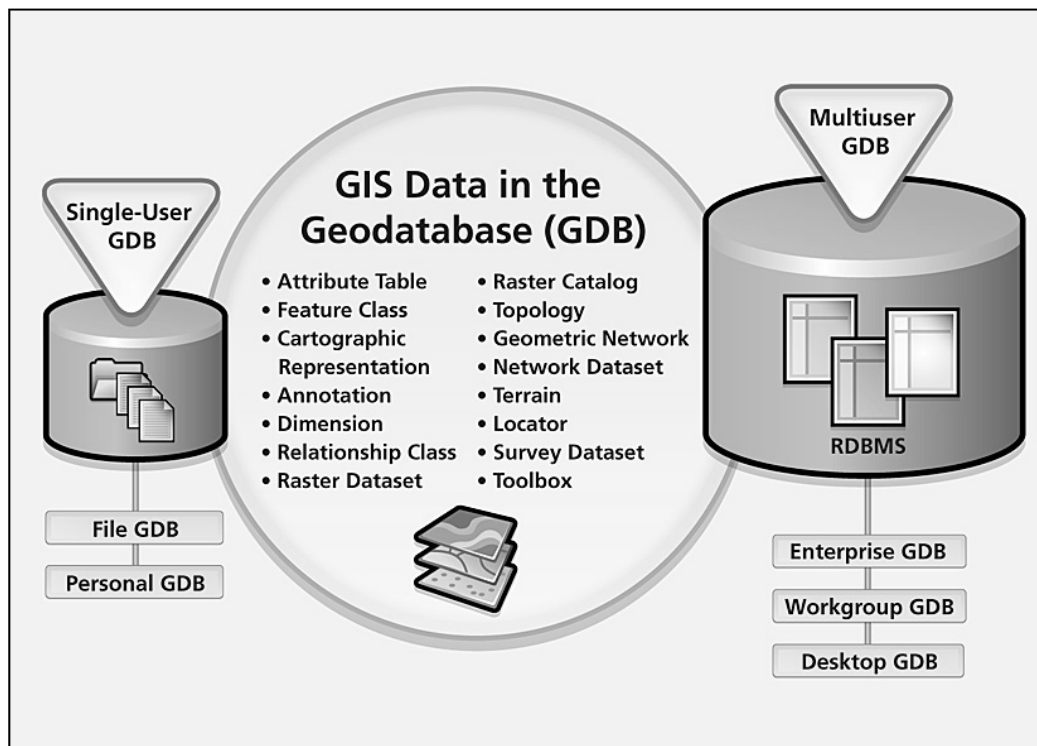 Single-User
GDB
File GDB
Personal GDB
GIS Data in the
Geodatabase (GDB)
• Attribute Table
• Feature Class
• Cartographic
Representation
• Annotation
• Dimension
• Relationship Class
• Raster Dataset
• Raster Catalog
• Topology
• Geometric Network
• Network Dataset
• Terrain
• Locator
• Survey Dataset
• Toolbox
Multiuser
GDB
RDBMS
Enterprise GDB
Workgroup GDB
Desktop GDB